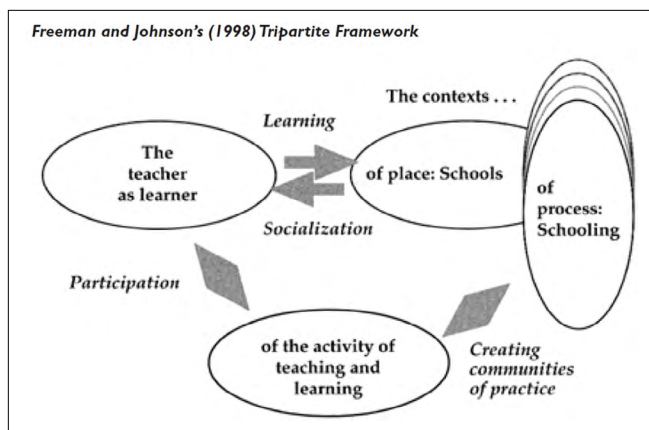 Freeman and Johnson's (1998) Tripartite Framework
The contexts . . .
Learning
The
teacher
as learner
of place: Schools
of
process:
Schooling
Socialization
Participation
of the activity of
teaching and
learning
Creating
communities
of practice